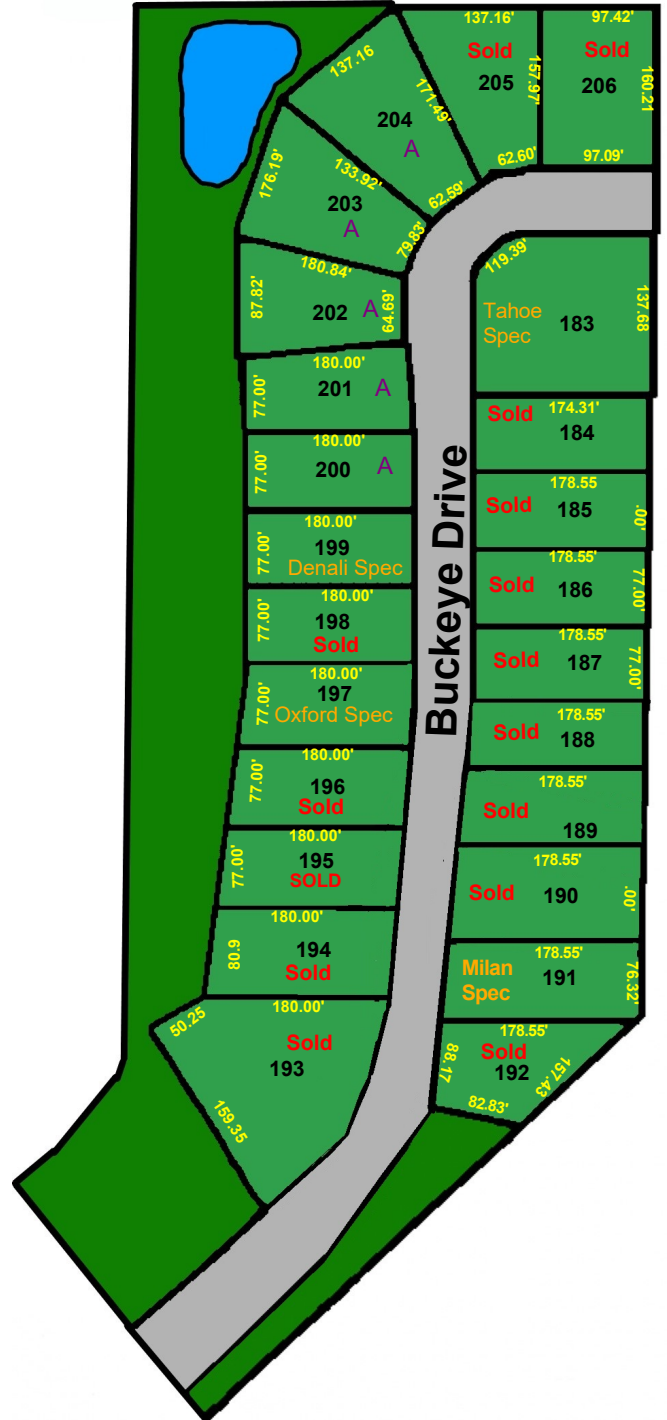 137.16'
Sold
205
157.97'
62.60'
97.42'
Sold
206
160.21
97.09'
137.16
204
A
171.49'
62.59'
176.19'
133.92'
203
A
79.83'
180.84'
87.82'
202
A
64.69'
180.00'
77.00'
201
A
180.00'
77.00'
200
A
180.00'
77.00'
199
Denali Spec
180.00'
77.00'
198
Sold
180.00'
77.00'
197
Oxford Spec
180.00'
77.00'
196
Sold
180.00'
77.00'
195
SOLD
180.00'
80.9
194
Sold
180.00'
50.25
Sold
193
159.35
Buckeye Drive
119.39'
Tahoe
Spec
183
137.68
Sold
174.31'
184
178.55
Sold
185
.00'
178.55'
Sold
186
77.00'
178.55'
Sold
187
77.00'
178.55'
Sold
188
178.55'
Sold
189
178.55'
Sold
190
.00'
178.55'
Milan
Spec
191
76.32'
178.55'
Sold
192
88.17
157.43
82.83'